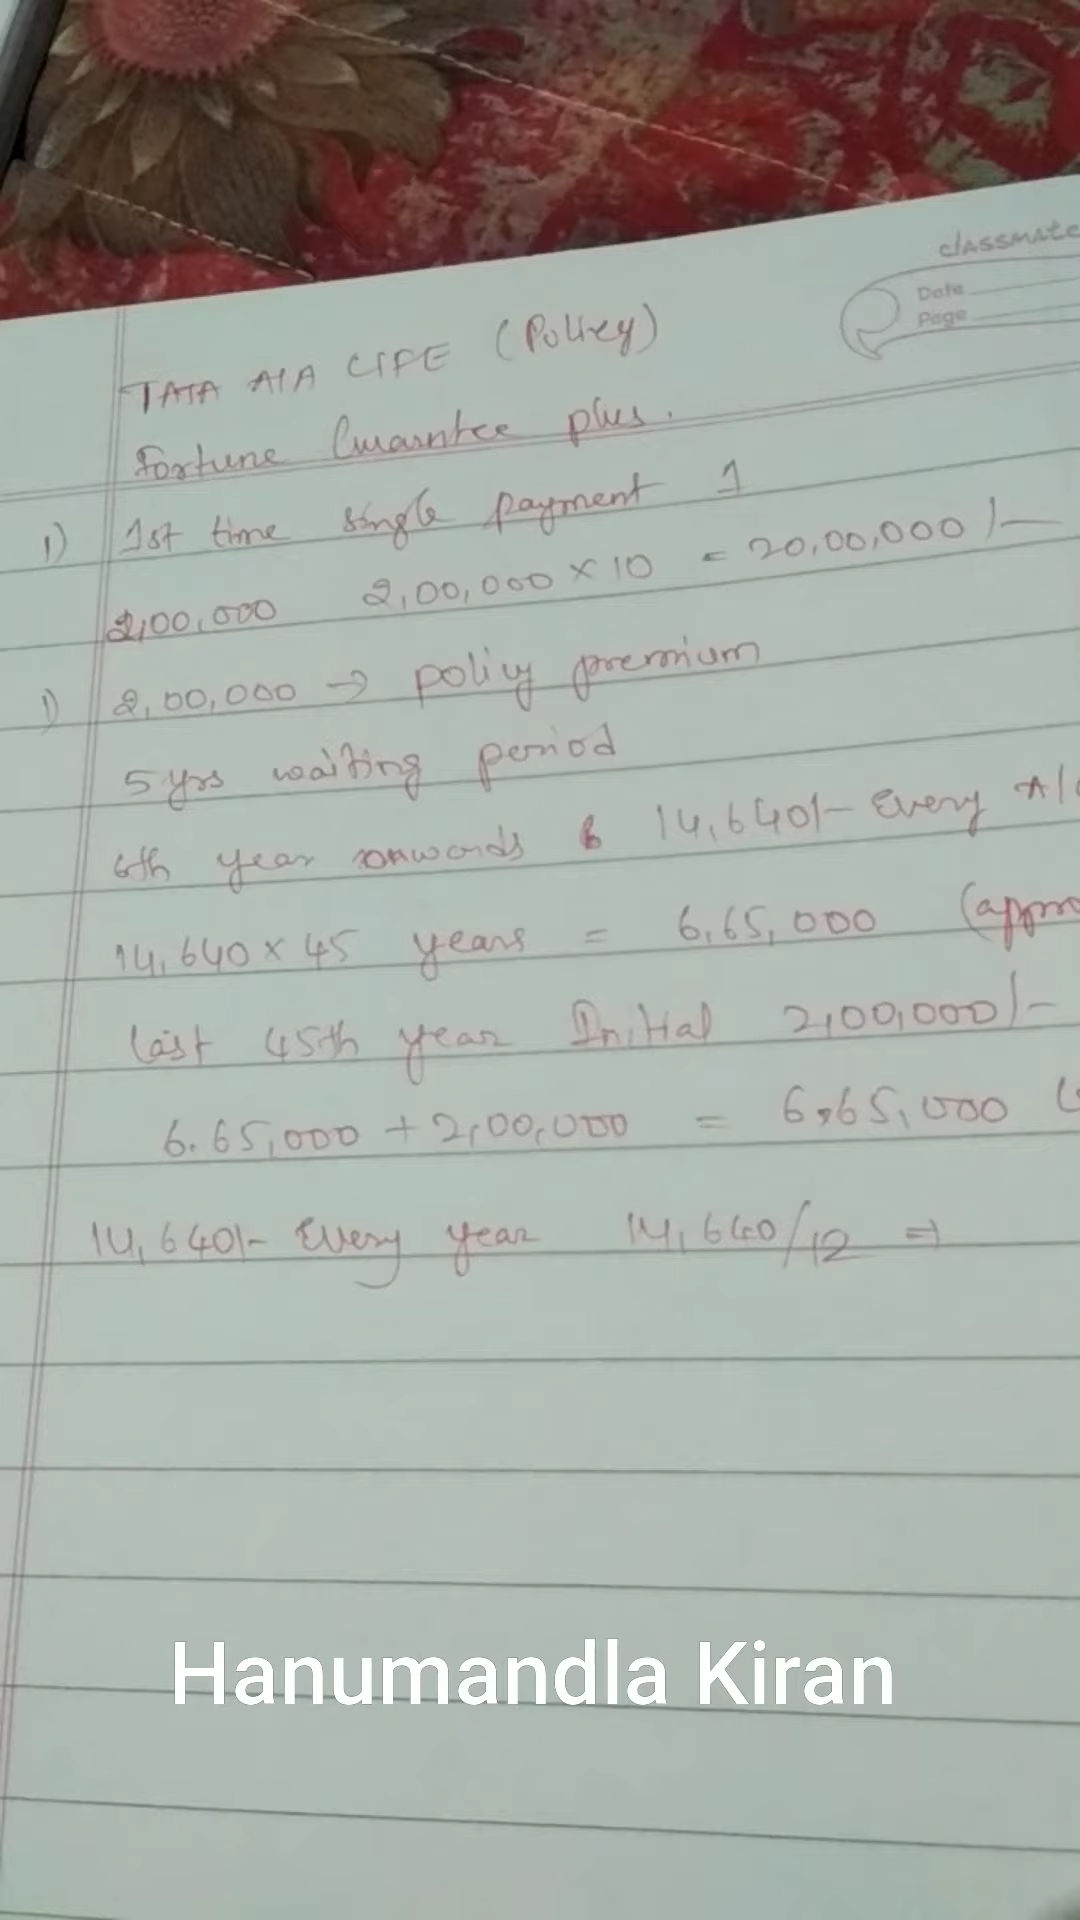 classmate
Date
Page
TATA AIA LIFE (Policy)
Fortune Guarntee plus.
1) 1st time single payment 1
2,00,000 2,00,000 × 10 = 20,00,000/-
1) 2,00,000 → policy premium
5 yrs waiting period
6th year onwords 14,640/- Every
14,640 × 45 years = 6,65,000 (appro
last 45th year Initial 2,00,000/-
6.65,000 + 2,00,000 = 6,65,000 (
14,640/- Every year 14,640/12 ⇒
Hanumandla Kiran